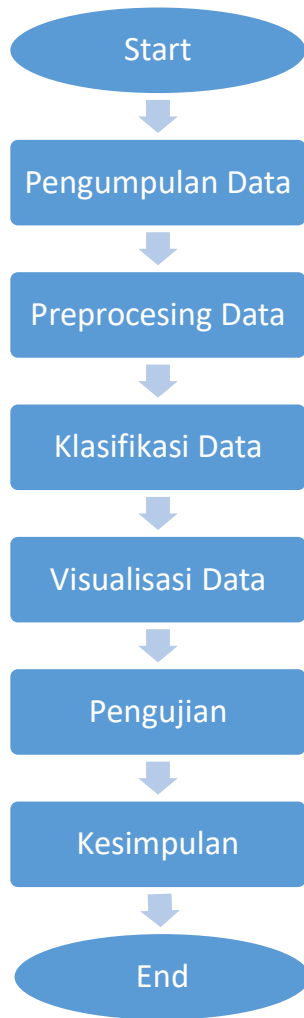 Start
Pengumpulan Data
Preprocesing Data
Klasifikasi Data
Visualisasi Data
Pengujian
Kesimpulan
End